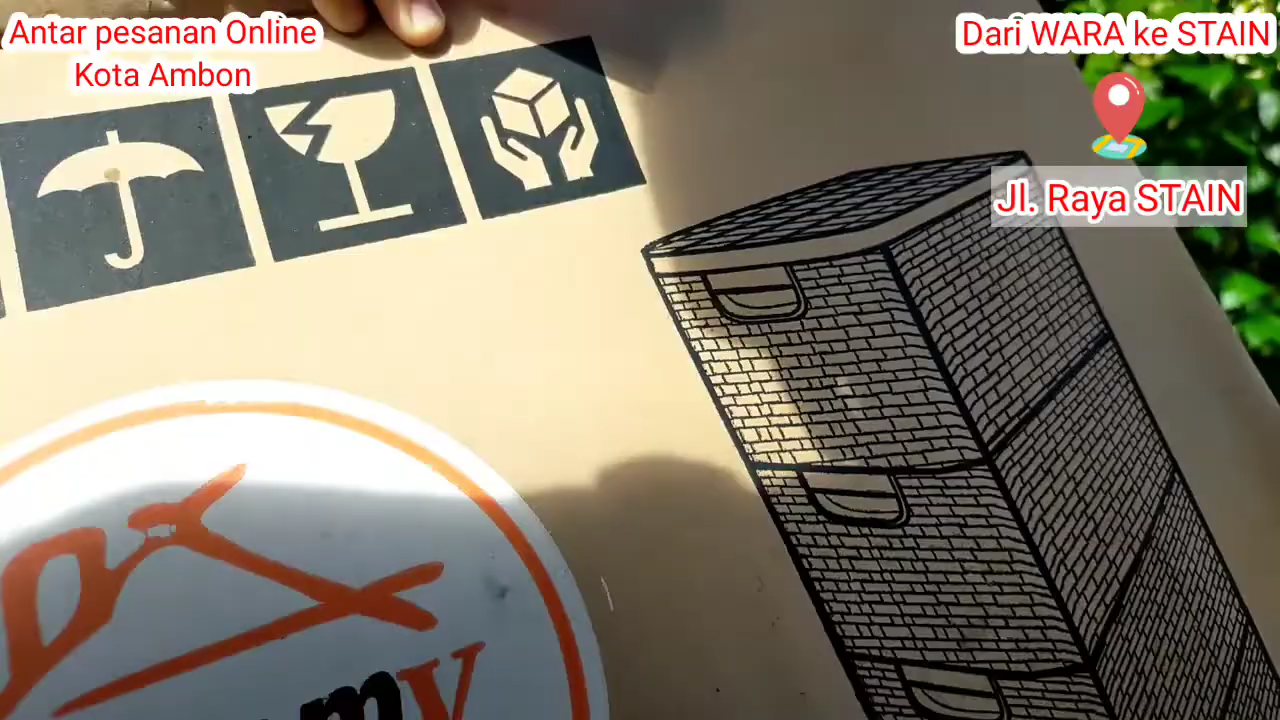 Antar pesanan Online
Kota Ambon
Dari WARA ke STAIN
Jl. Raya STAIN